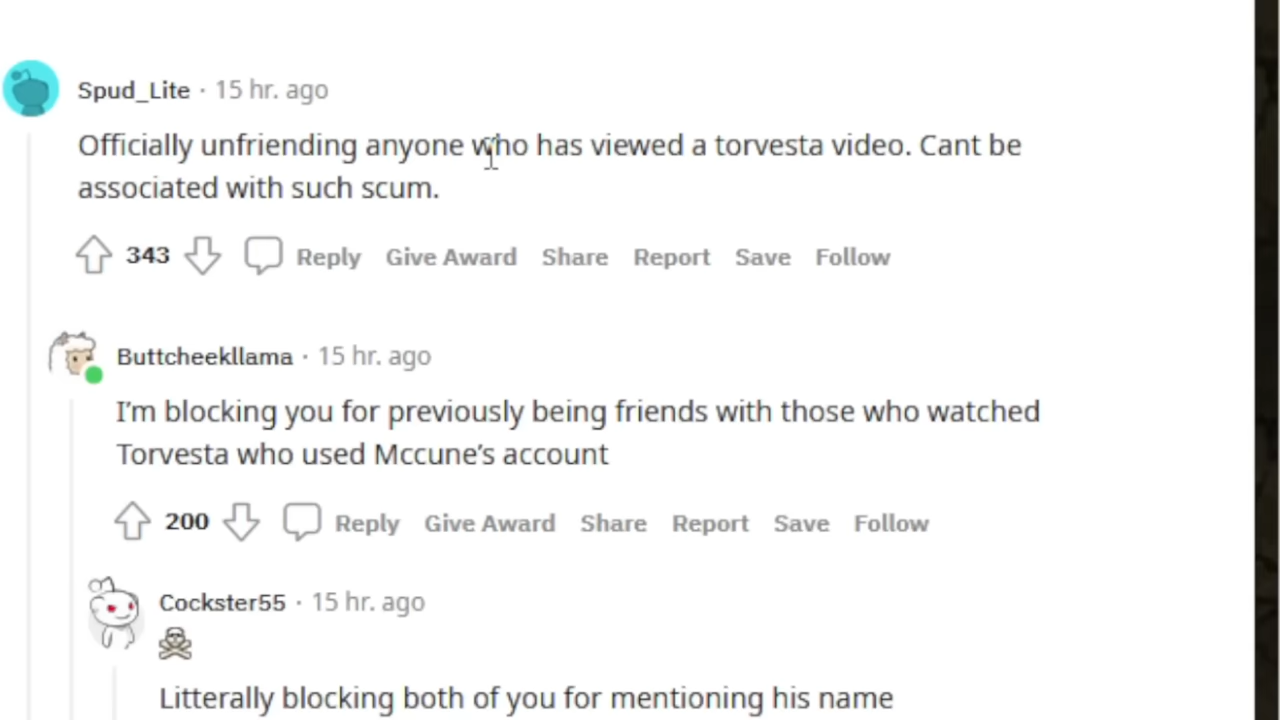 Spud_Lite · 15 hr. ago
Officially unfriending anyone who has viewed a torvesta video. Cant be
associated with such scum.
343 Reply Give Award Share Report Save Follow
Buttcheekllama · 15 hr. ago
I'm blocking you for previously being friends with those who watched
Torvesta who used Mccune's account
200 Reply Give Award Share Report Save Follow
Cockster55 · 15 hr. ago
☠
Litterally blocking both of you for mentioning his name